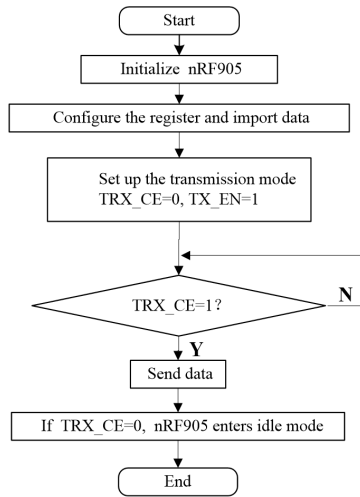 Start
Initialize nRF905
Configure the register and import data
Set up the transmission mode
TRX_CE=0, TX_EN=1
TRX_CE=1?
N
Y
Send data
If TRX_CE=0, nRF905 enters idle mode
End